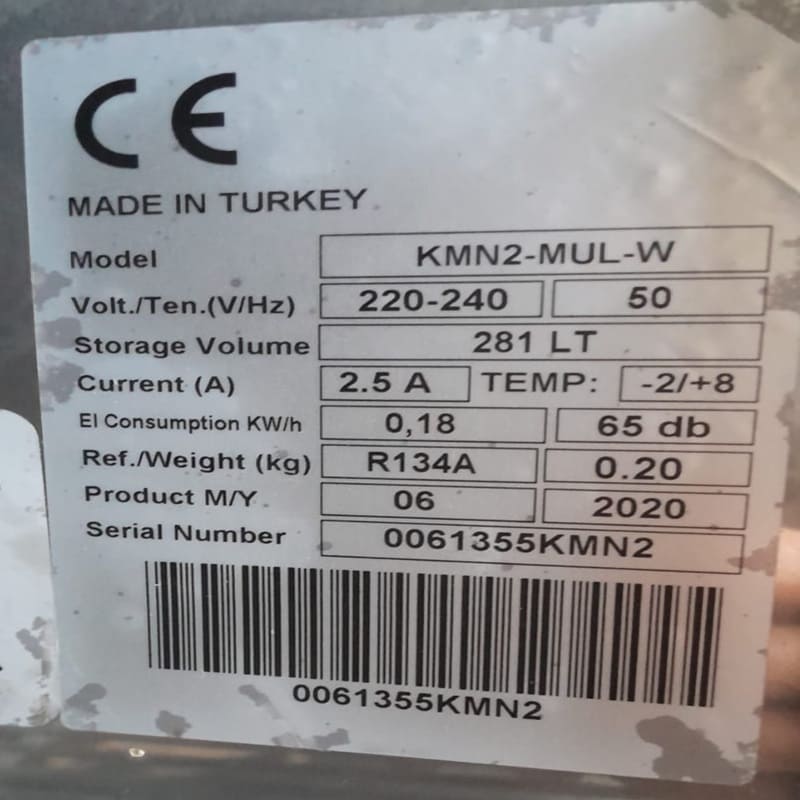 CE
MADE IN TURKEY
Model KMN2-MUL-W
Volt./Ten.(V/Hz) 220-240 50
Storage Volume 281 LT
Current (A) 2.5 A TEMP: -2/+8
El Consumption KW/h 0,18 65 db
Ref./Weight (kg) R134A 0.20
Product M/Y 06 2020
Serial Number 0061355KMN2
0061355KMN2